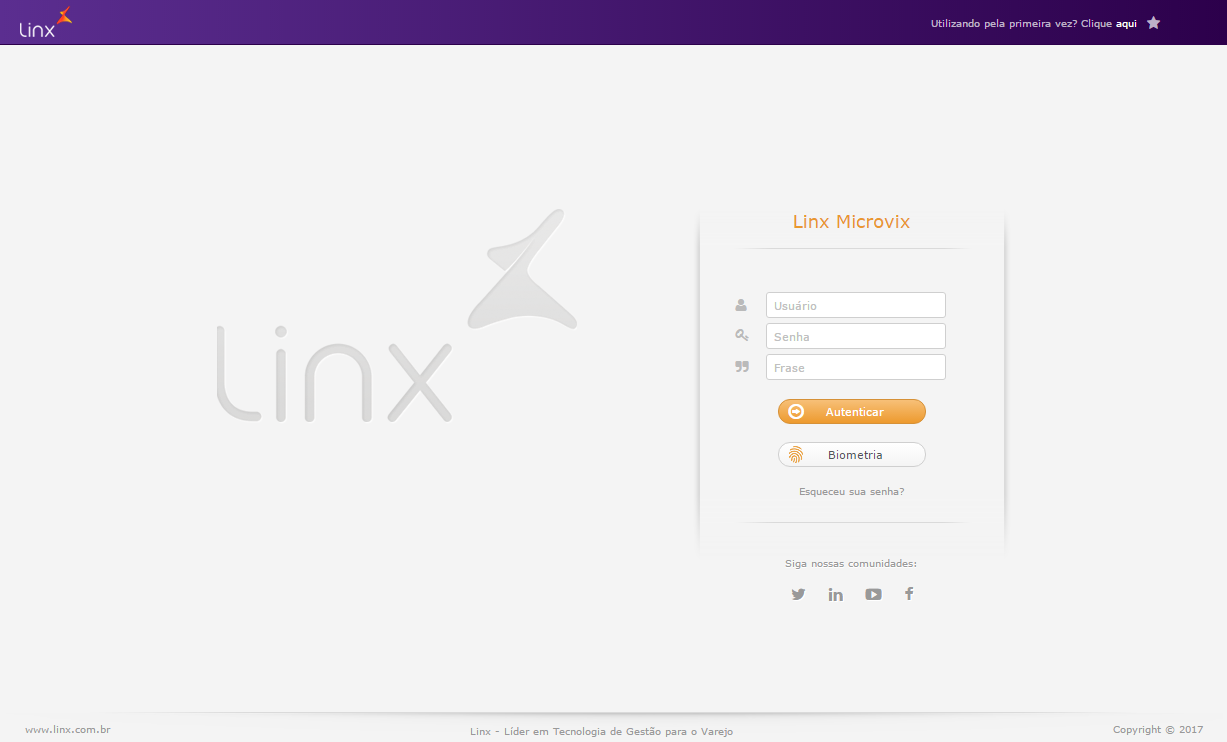 Linx
Utilizando pela primeira vez? Clique aqui
Linx
Linx Microvix
Usuário
Senha
Frase
Autenticar
Biometria
Esqueceu sua senha?
Siga nossas comunidades:
www.linx.com.br
Linx - Líder em Tecnologia de Gestão para o Varejo
Copyright © 2017